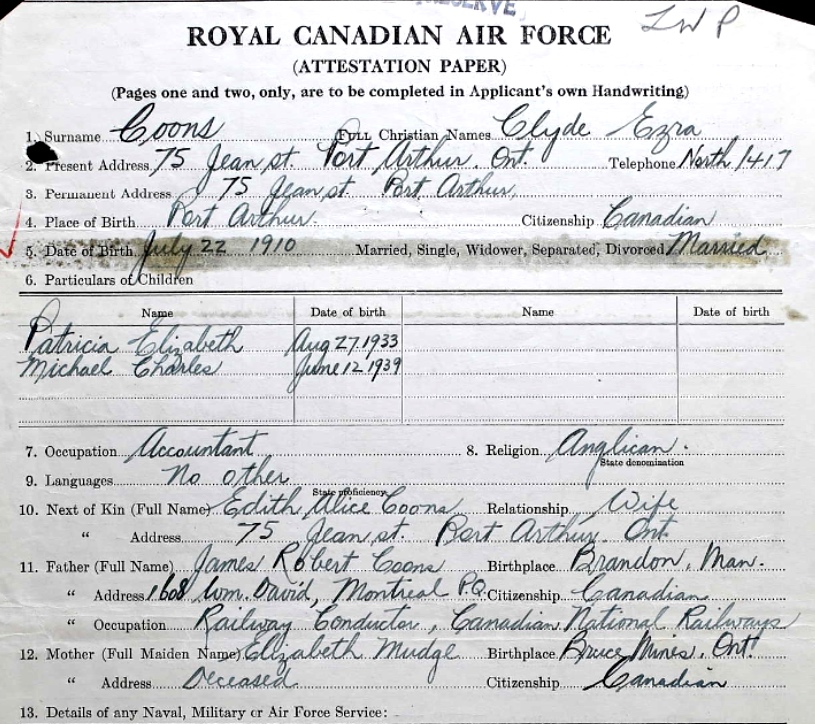 RESERVE
LWP
ROYAL CANADIAN AIR FORCE
(ATTESTATION PAPER)
(Pages one and two, only, are to be completed in Applicant's own Handwriting)
1. Surname Coons FULL Christian Names Clyde Ezra
2. Present Address 75 Jean st. Port Arthur. Ont. Telephone North 1417
3. Permanent Address 75 Jean st. Port Arthur,
4. Place of Birth Port Arthur. Citizenship Canadian
5. Date of Birth July 22 1910 Married, Single, Widower, Separated, Divorced Married
6. Particulars of Children
Name Date of birth Name Date of birth
Patricia Elizabeth Aug 27 1933
Michael Charles June 12 1939
7. Occupation Accountant 8. Religion Anglican.
State denomination
9. Languages No other
State proficiency
10. Next of Kin (Full Name) Edith Alice Coons Relationship Wife
" Address 75 Jean st. Port Arthur. Ont.
11. Father (Full Name) James Robert Coons Birthplace Brandon, Man.
" Address 1608 Wm. David, Montreal P.Q. Citizenship Canadian
" Occupation Railway Conductor, Canadian National Railways
12. Mother (Full Maiden Name) Elizabeth Mudge Birthplace Bruce Mines. Ont.
" Address Deceased Citizenship Canadian
13. Details of any Naval, Military or Air Force Service: